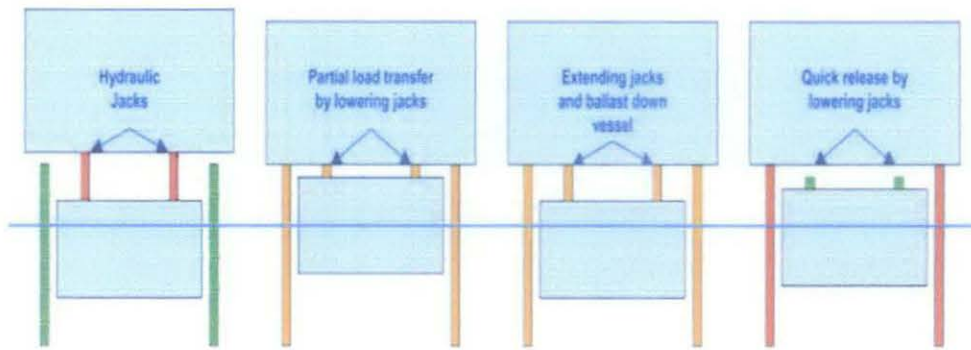 Hydraulic
Jacks
Partial load transfer
by lowering jacks
Extending jacks
and ballast down
vessel
Quick release by
lowering jacks